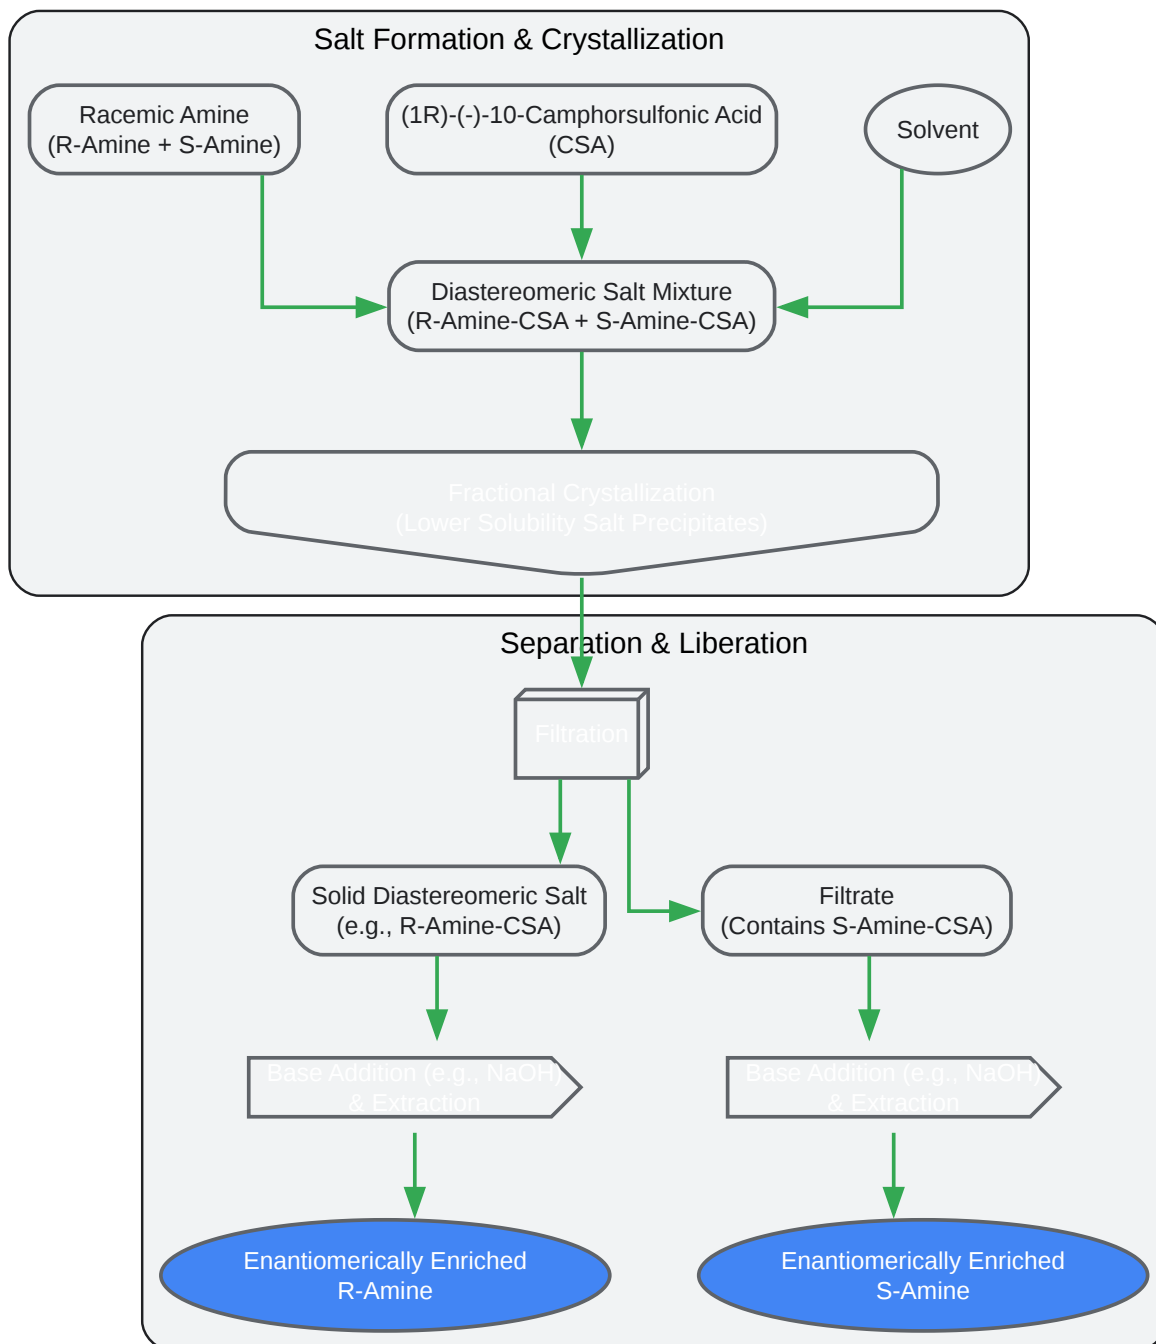 Salt Formation & Crystallization
Racemic Amine
(R-Amine + S-Amine)
(1R)-(-)-10-Camphorsulfonic Acid
(CSA)
Solvent
Diastereomeric Salt Mixture
(R-Amine-CSA + S-Amine-CSA)
Fractional Crystallization
(Lower Solubility Salt Precipitates)
Separation & Liberation
Filtration
Solid Diastereomeric Salt
(e.g., R-Amine-CSA)
Filtrate
(Contains S-Amine-CSA)
Base Addition (e.g., NaOH)
& Extraction
Base Addition (e.g., NaOH)
& Extraction
Enantiomerically Enriched
R-Amine
Enantiomerically Enriched
S-Amine